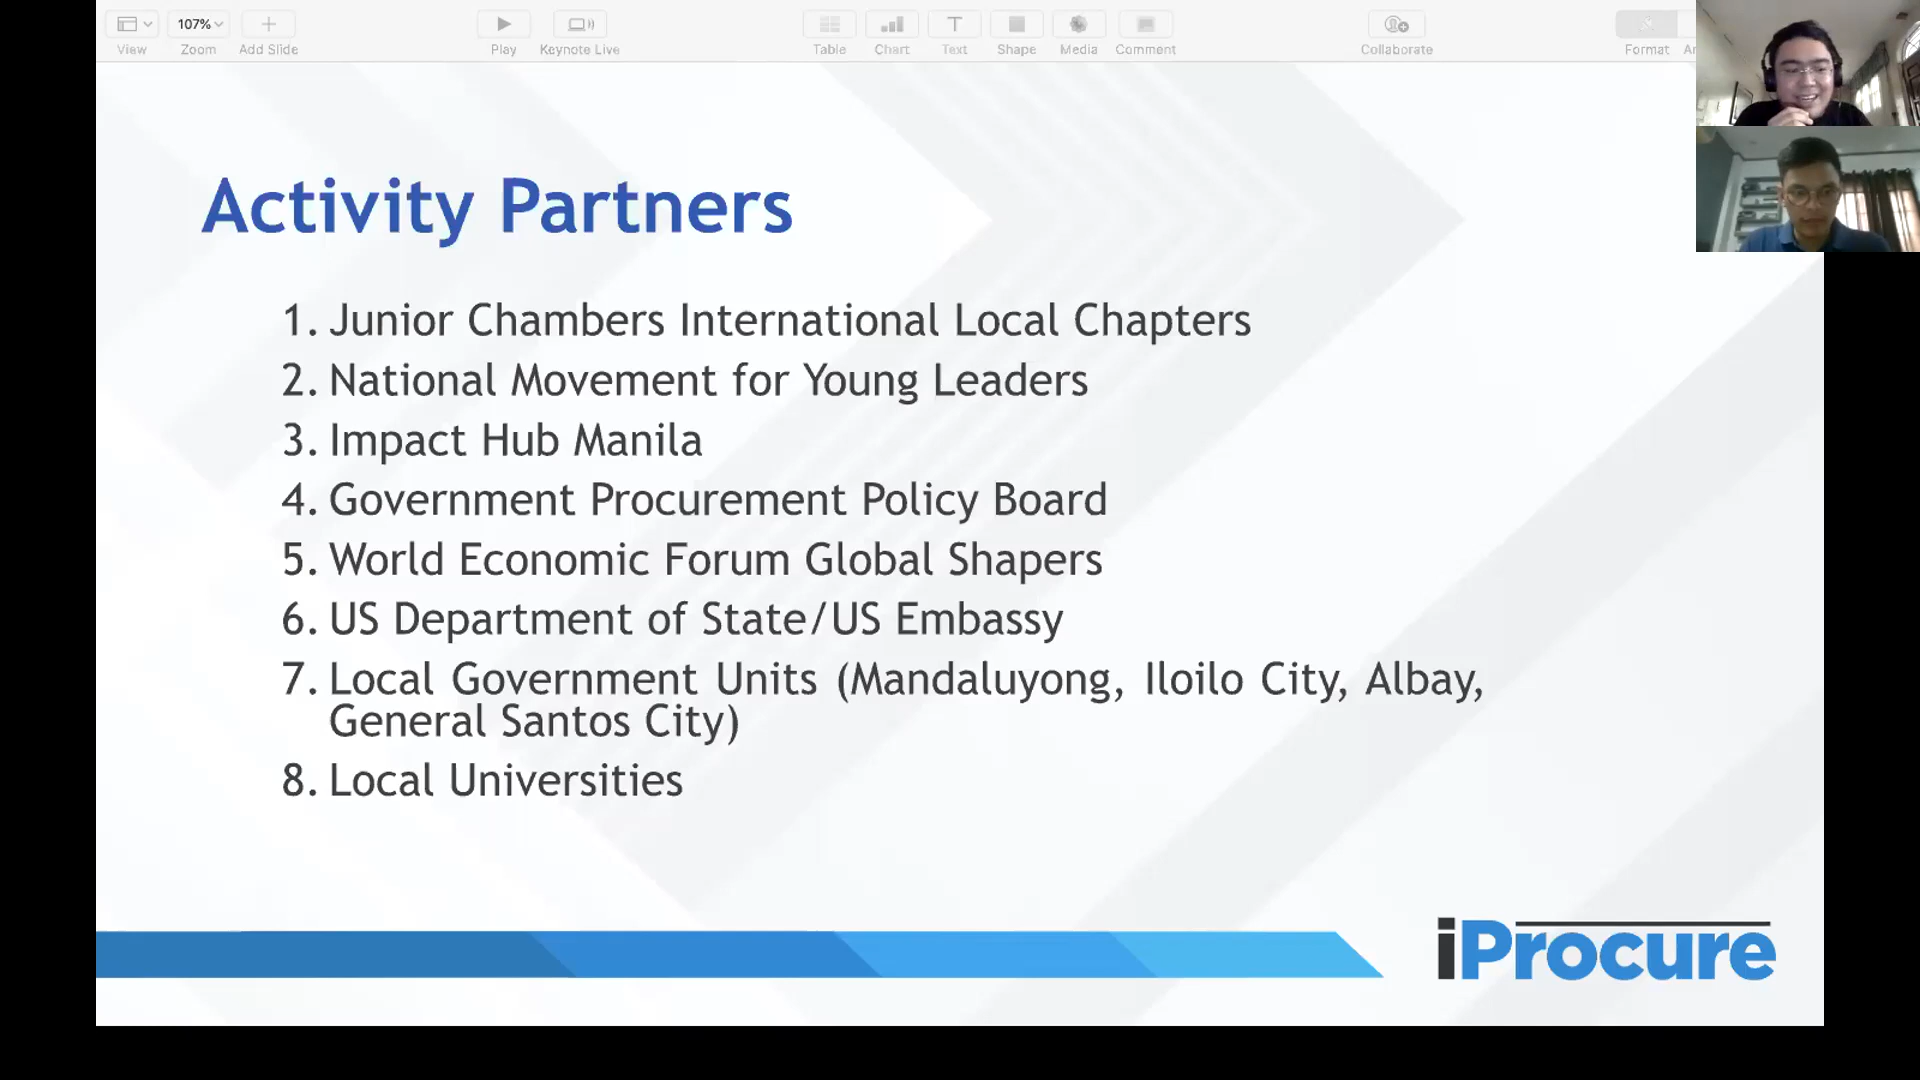 107%
View
Zoom
Add Slide
Play
Keynote Live
Table
Chart
Text
Shape
Media
Comment
Collaborate
Format
Activity Partners
1. Junior Chambers International Local Chapters
2. National Movement for Young Leaders
3. Impact Hub Manila
4. Government Procurement Policy Board
5. World Economic Forum Global Shapers
6. US Department of State/US Embassy
7. Local Government Units (Mandaluyong, Iloilo City, Albay,
General Santos City)
8. Local Universities
iProcure